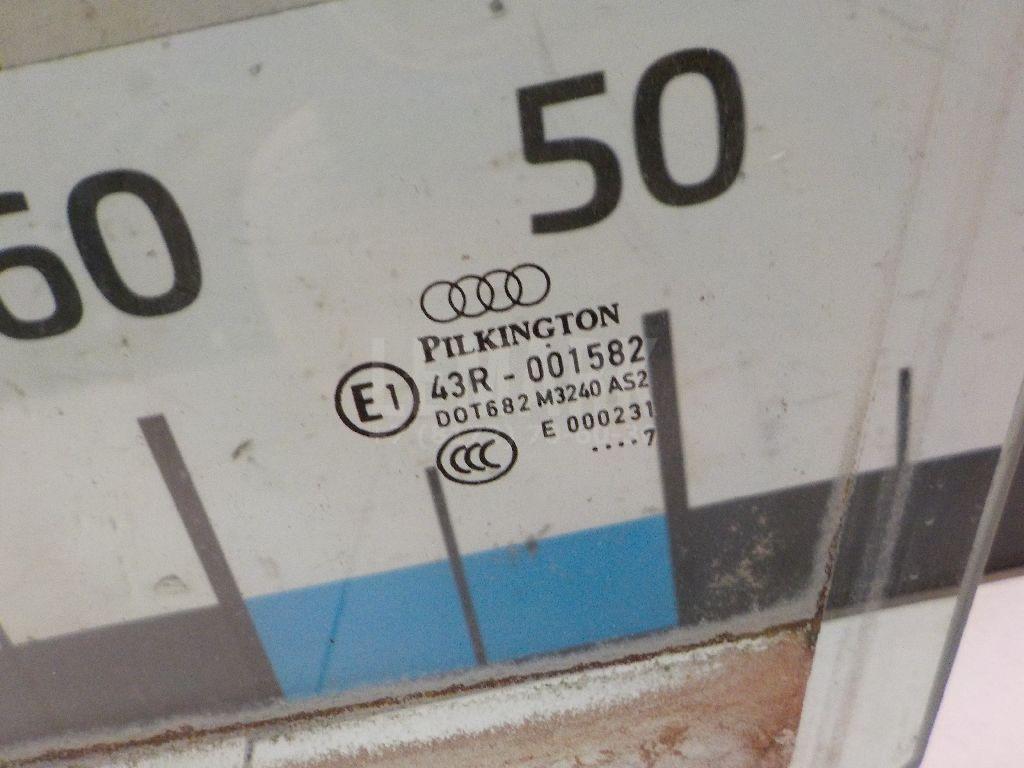 50
60
PILKINGTON
E1
43R - 001582
DOT682 M3240 AS2
E 000231
....7
CCC